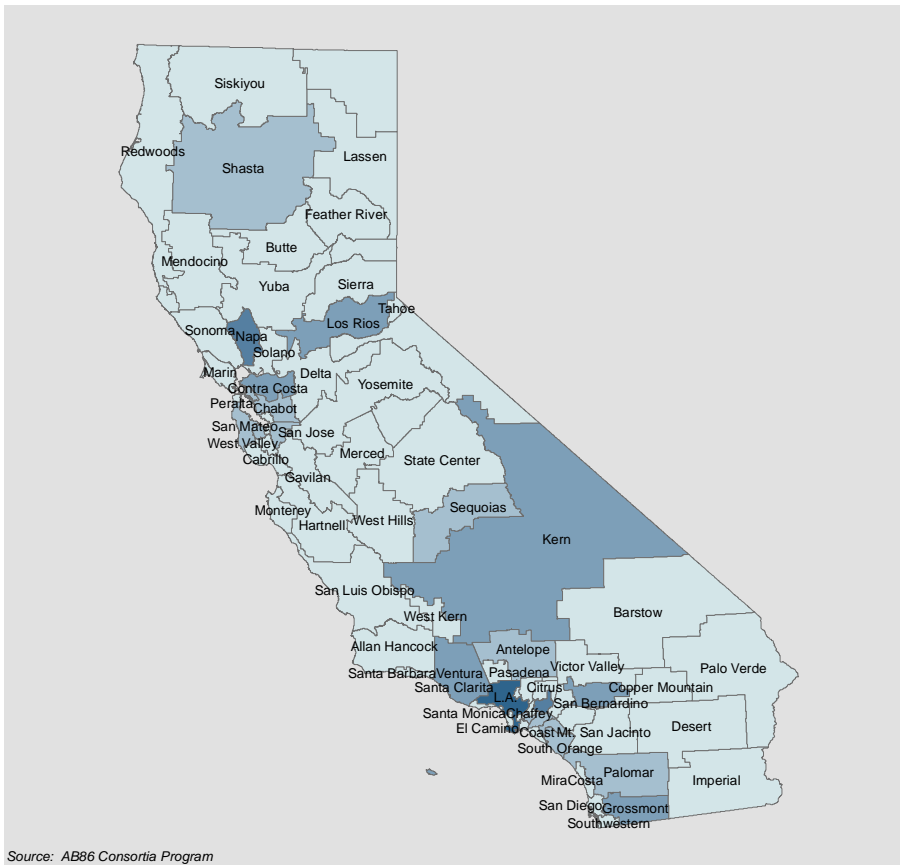 Siskiyou
Redwoods
Lassen
Shasta
Feather River
Butte
Mendocino
Yuba
Sierra
Tahoe
Los Rios
Sonoma
Napa
Solano
Marin
Delta
Contra Costa
Yosemite
Peralta
Chabot
San Mateo
San Jose
West Valley
Merced
Cabrillo
State Center
Gavilan
Sequoias
Monterey
Hartnell
West Hills
Kern
San Luis Obispo
West Kern
Barstow
Allan Hancock
Antelope
Victor Valley
Palo Verde
Santa Barbara
Ventura
Pasadena
Santa Clarita
Citrus
Copper Mountain
L.A.
San Bernardino
Santa Monica
Chaffey
El Camino
Coast
Mt. San Jacinto
Desert
South Orange
MiraCosta
Palomar
Imperial
San Diego
Grossmont
Southwestern
Source: AB86 Consortia Program